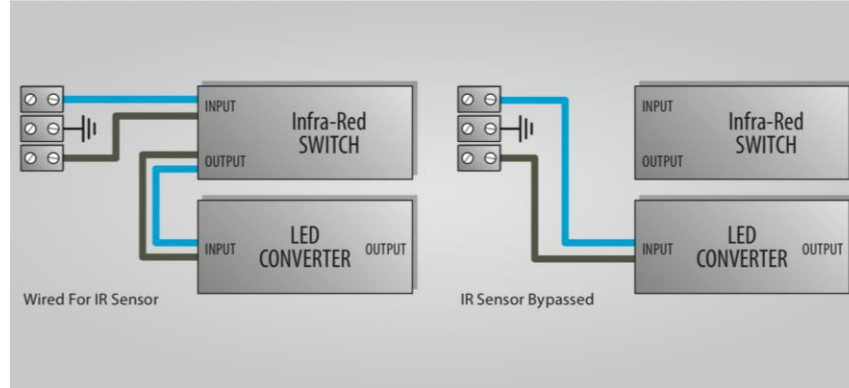 INPUT
Infra-Red
SWITCH
OUTPUT
INPUT
LED
CONVERTER
OUTPUT
Wired For IR Sensor
INPUT
Infra-Red
SWITCH
OUTPUT
INPUT
LED
CONVERTER
OUTPUT
IR Sensor Bypassed